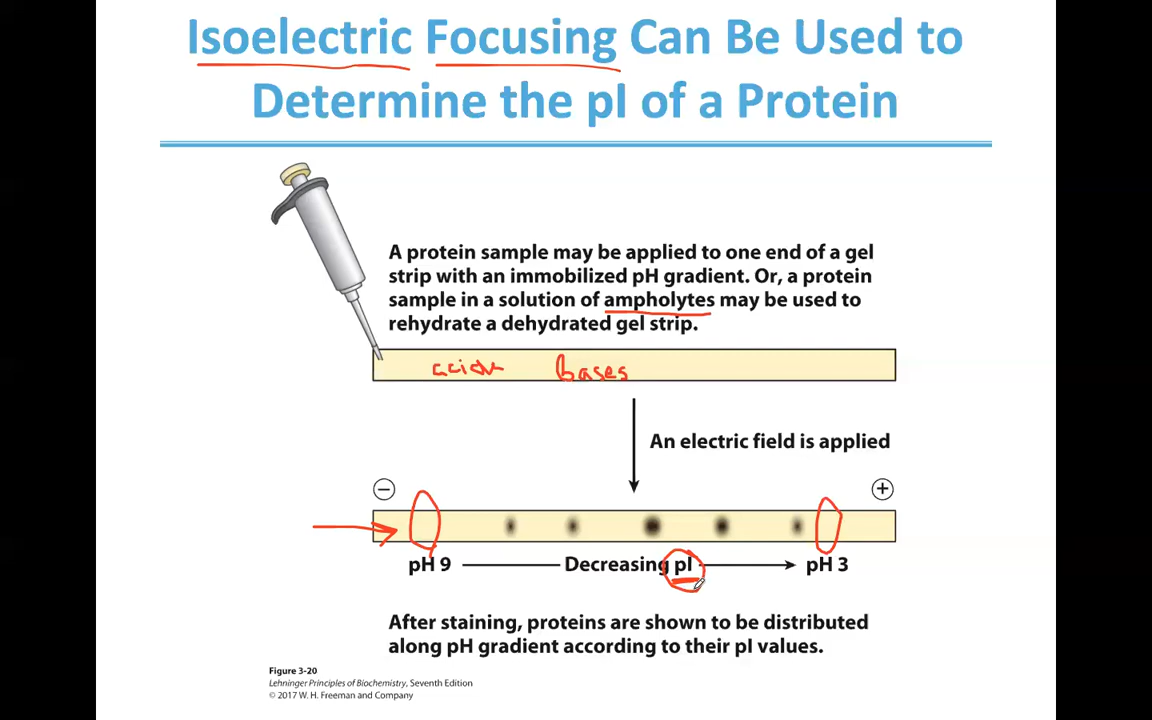 Isoelectric Focusing Can Be Used to
Determine the pI of a Protein
A protein sample may be applied to one end of a gel
strip with an immobilized pH gradient. Or, a protein
sample in a solution of ampholytes may be used to
rehydrate a dehydrated gel strip.
acids bases
An electric field is applied
− +
pH 9 Decreasing pI pH 3
After staining, proteins are shown to be distributed
along pH gradient according to their pI values.
Figure 3-20
Lehninger Principles of Biochemistry, Seventh Edition
© 2017 W. H. Freeman and Company